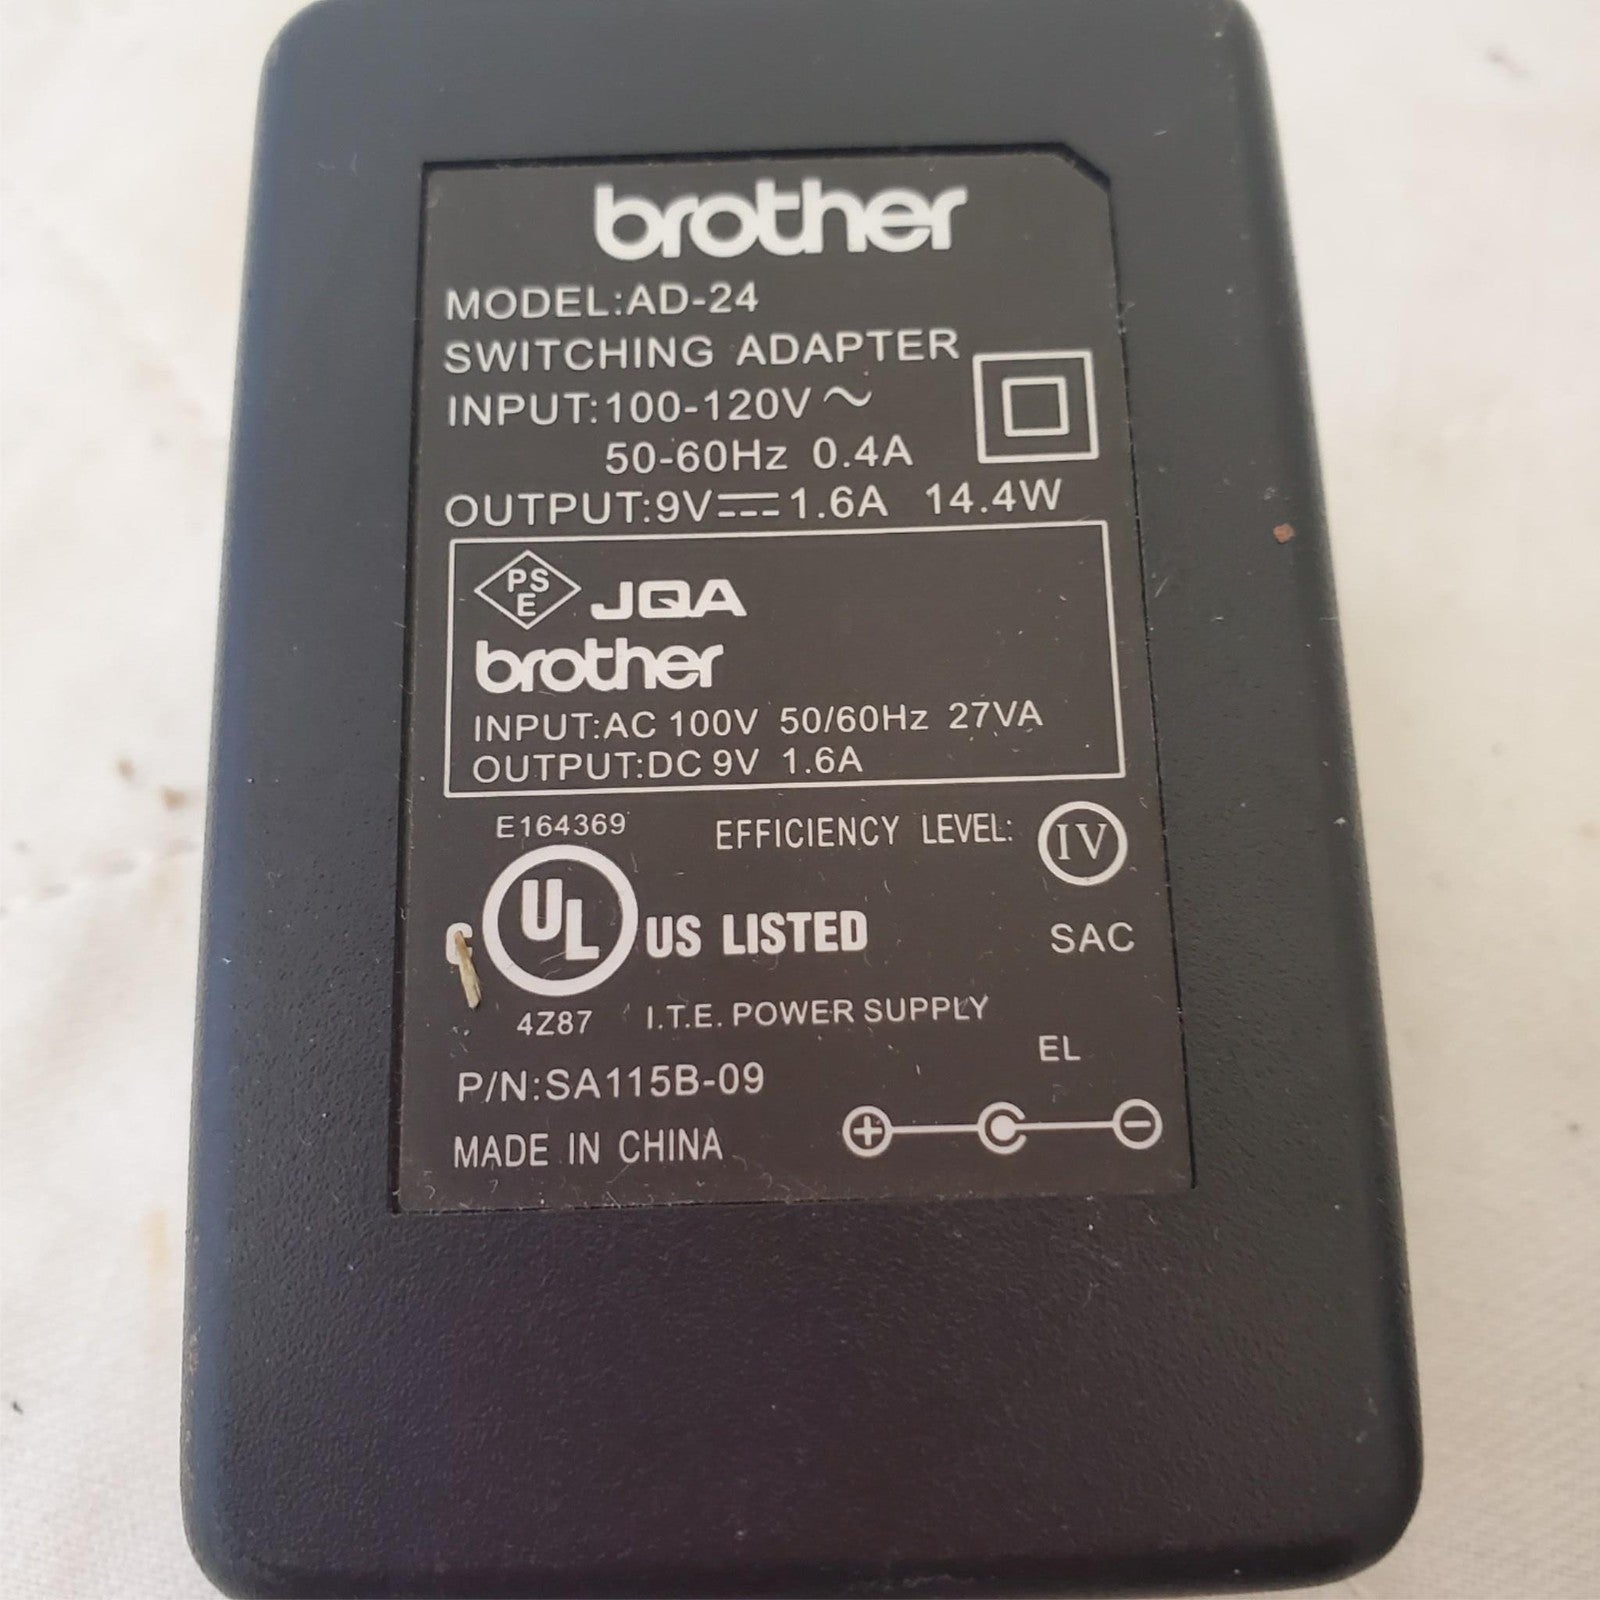 brother
MODEL:AD-24
SWITCHING ADAPTER
INPUT:100-120V~
50-60Hz 0.4A
OUTPUT:9V⎓1.6A 14.4W
PSE JQA
brother
INPUT:AC 100V 50/60Hz 27VA
OUTPUT:DC 9V 1.6A
E164369
EFFICIENCY LEVEL: IV
C UL US LISTED
SAC
4Z87 I.T.E. POWER SUPPLY
EL
P/N:SA115B-09
MADE IN CHINA
+ -